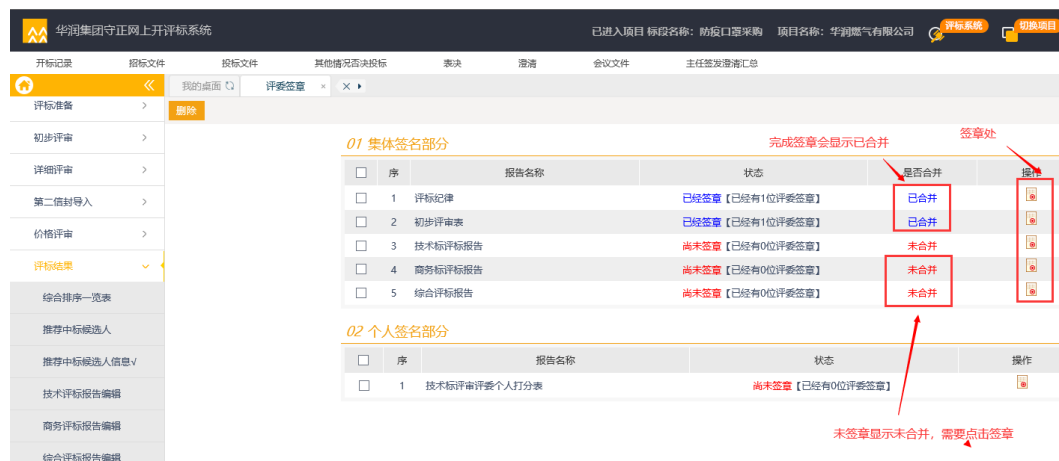 华润集团守正网上开评标系统
已进入项目 标段名称：防疫口罩采购 项目名称：华润燃气有限公司 评标系统 切换项目
开标记录 招标文件 投标文件 其他情况否决投标 表决 澄清 会议文件 主任签发澄清汇总
我的桌面 评委签章 ×
删除
评标准备
初步评审
详细评审
第二信封导入
价格评审
评标结果
综合排序一览表
推荐中标候选人
推荐中标候选人信息√
技术评标报告编辑
商务评标报告编辑
综合评标报告编辑
01 集体签名部分
完成签章会显示已合并
签章处
序 报告名称 状态 是否合并 操作
1 评标纪律 已经签章【已经有1位评委签章】 已合并
2 初步评审表 已经签章【已经有1位评委签章】 已合并
3 技术标评标报告 尚未签章【已经有0位评委签章】 未合并
4 商务标评标报告 尚未签章【已经有0位评委签章】 未合并
5 综合评标报告 尚未签章【已经有0位评委签章】 未合并
02 个人签名部分
序 报告名称 状态 操作
1 技术标评审评委个人打分表 尚未签章【已经有0位评委签章】
未签章显示未合并，需要点击签章